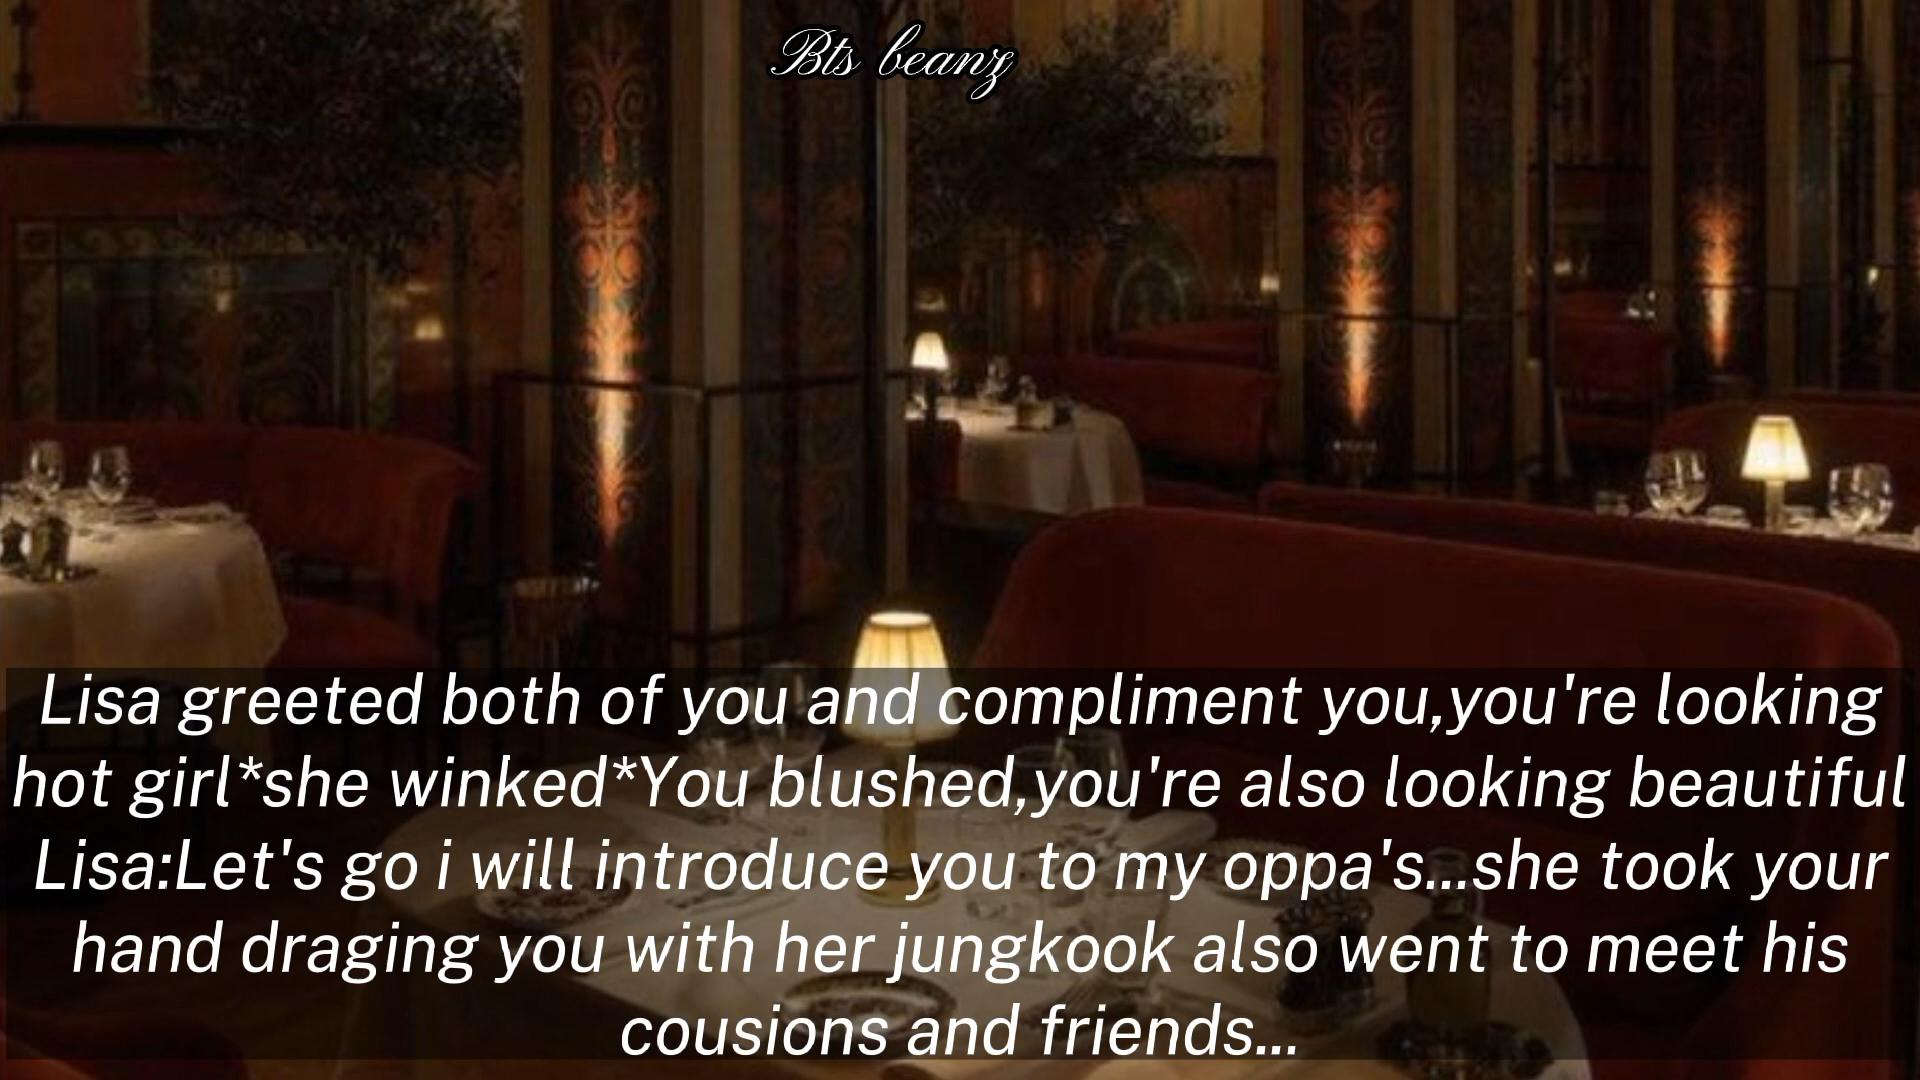 Bts beanz
Lisa greeted both of you and compliment you,you're looking
hot girl*she winked*You blushed,you're also looking beautiful
Lisa:Let's go i will introduce you to my oppa's...she took your
hand draging you with her jungkook also went to meet his
cousions and friends...